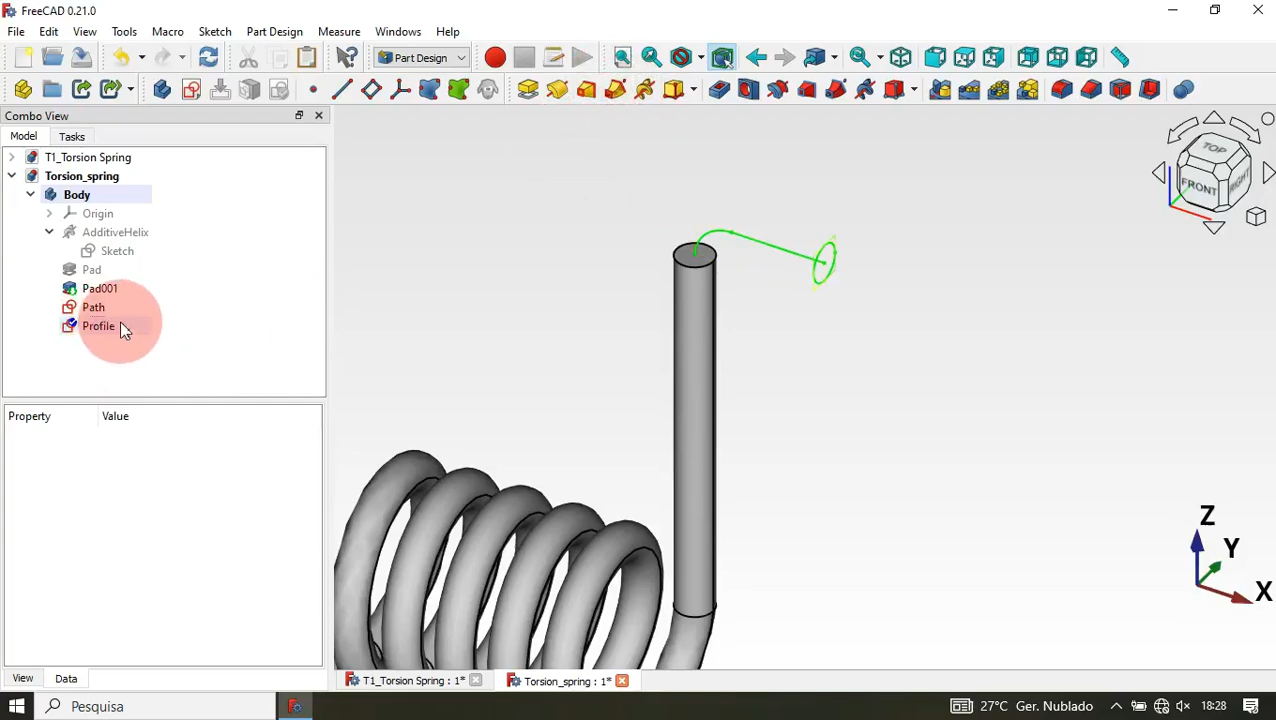 FreeCAD 0.21.0
File Edit View Tools Macro Sketch Part Design Measure Windows Help
Part Design
Combo View
Model Tasks
T1_Torsion Spring
Torsion_spring
Body
Origin
AdditiveHelix
Sketch
Pad
Pad001
Path
Profile
Property Value
View Data
TOP
FRONT RIGHT
Z
Y
X
T1_Torsion Spring : 1* Torsion_spring : 1*
Pesquisa
27°C Ger. Nublado 18:28